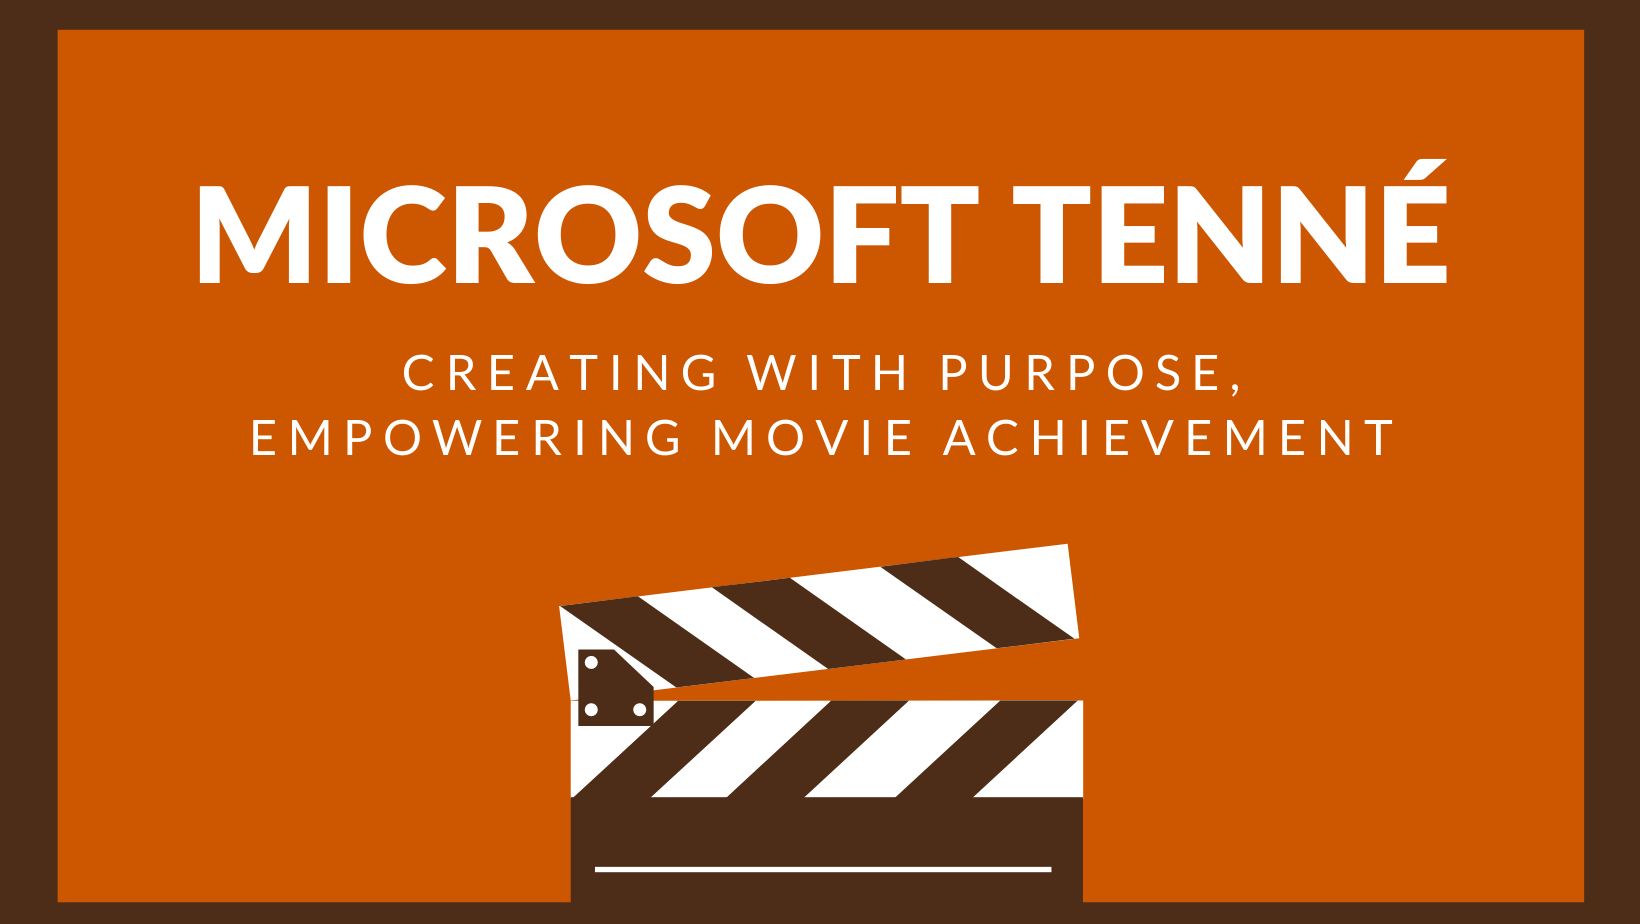 MICROSOFT TENNÉ
CREATING WITH PURPOSE,
EMPOWERING MOVIE ACHIEVEMENT